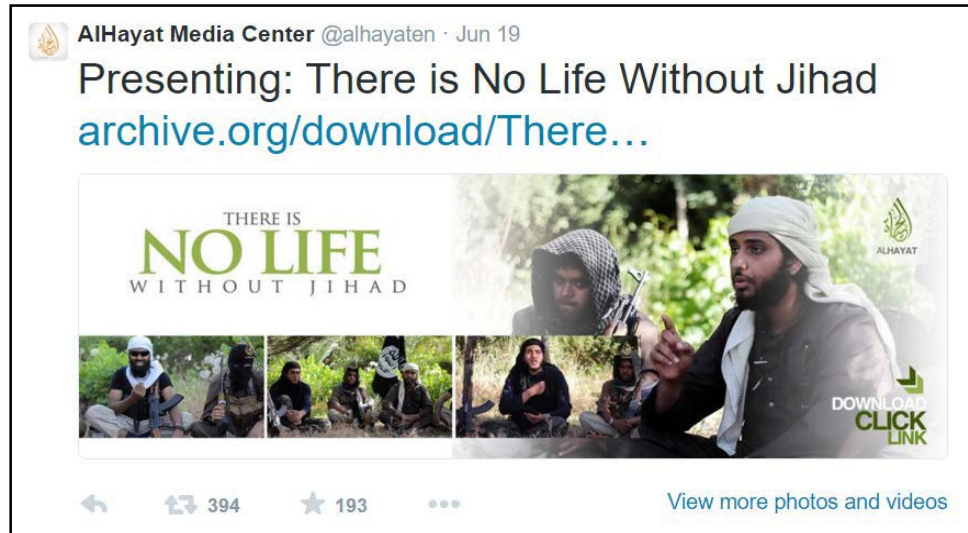 AlHayat Media Center @alhayaten · Jun 19
Presenting: There is No Life Without Jihad
archive.org/download/There…
THERE IS
NO LIFE
WITHOUT JIHAD
ALHAYAT
DOWNLOAD
CLICK
LINK
394 193
View more photos and videos